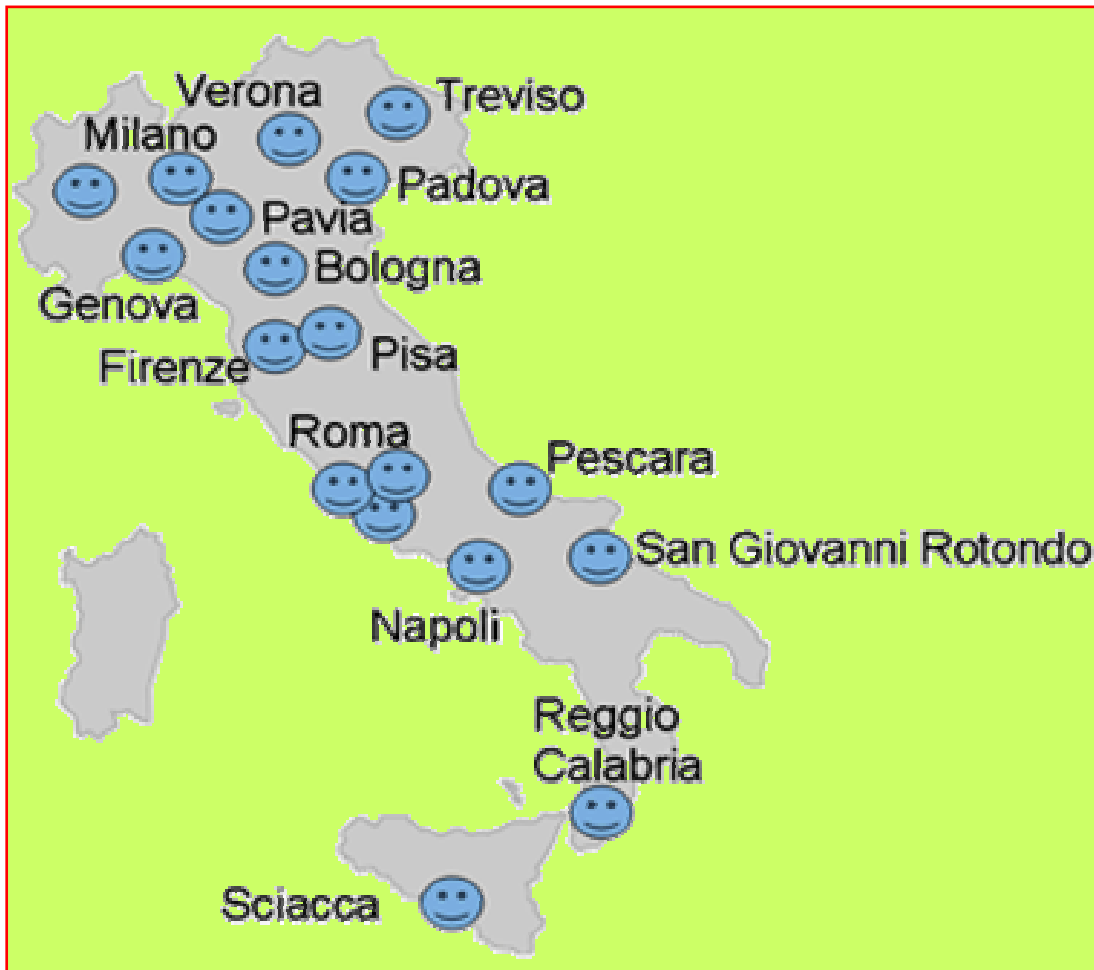 Verona
Treviso
Milano
Padova
Pavia
Bologna
Genova
Firenze
Pisa
Roma
Pescara
San Giovanni Rotondo
Napoli
Reggio
Calabria
Sciacca